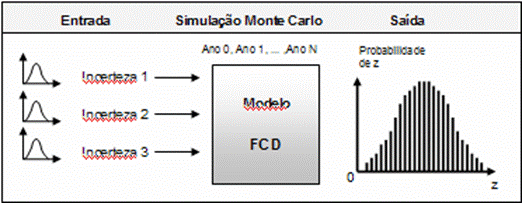 Entrada
Simulação Monte Carlo
Saída
Ano 0, Ano 1, ... ,Ano N
Incerteza 1
Incerteza 2
Incerteza 3
Modelo
FCD
Probabilidade
de z
0
z